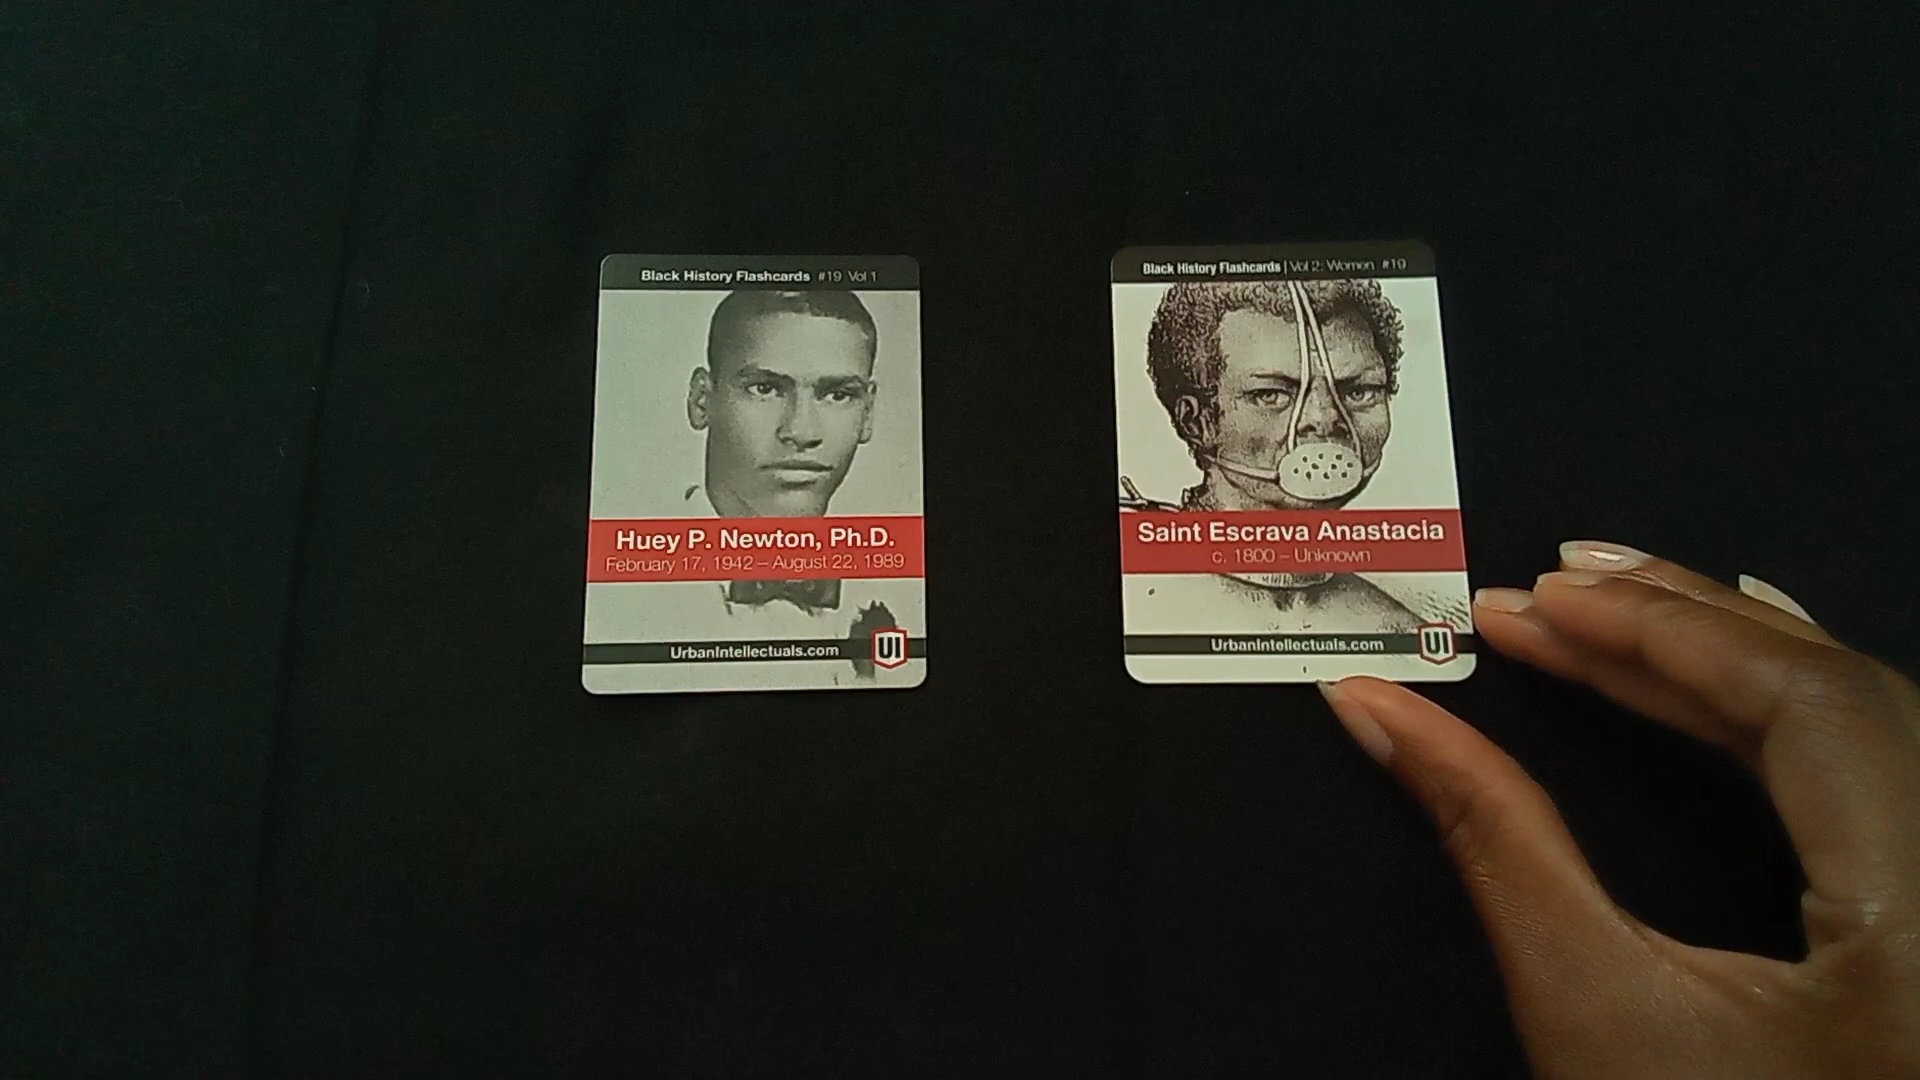 Black History Flashcards #19 Vol 1
Huey P. Newton, Ph.D.
February 17, 1942 – August 22, 1989
UrbanIntellectuals.com
UI
Black History Flashcards | Vol 2: Women #19
Saint Escrava Anastacia
c. 1800 – Unknown
UrbanIntellectuals.com
UI